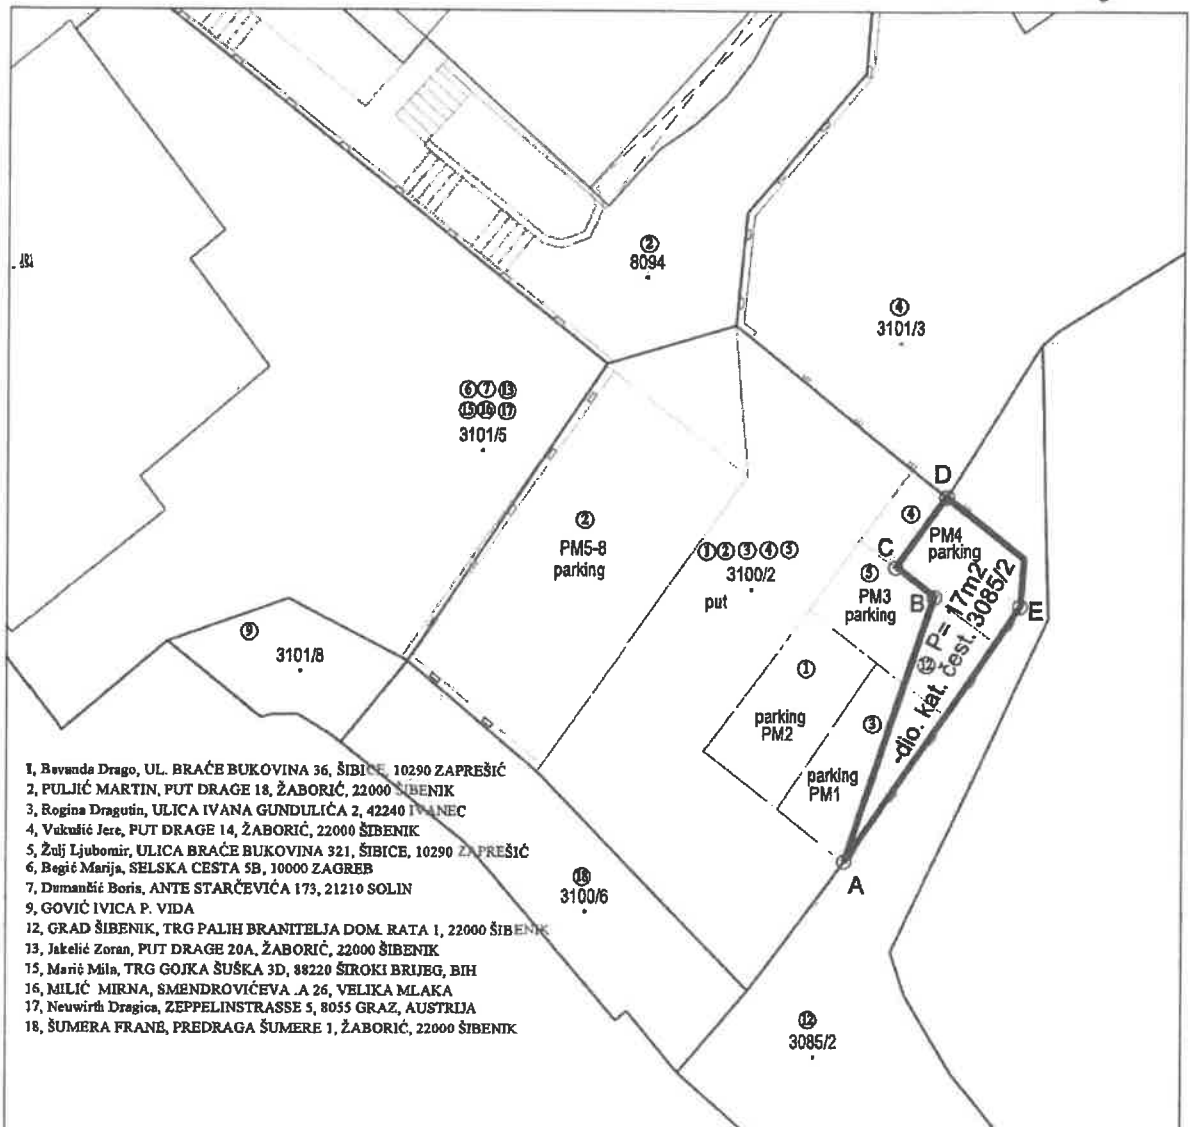 ②
8094
④
3101/3
⑥⑦⑬
⑮⑯⑰
3101/5
D
④
PM4
parking
②
PM5-8
parking
①②③④⑤
3100/2
put
C
⑤
PM3
parking
B
E
⑫ P= 17m2
-dio. kat. čest. 3085/2
⑨
3101/8
①
parking
PM2
③
parking
PM1
A
1, Bevanda Drago, UL. BRAĆE BUKOVINA 36, ŠIBICE, 10290 ZAPREŠIĆ
2, PULJIĆ MARTIN, PUT DRAGE 18, ŽABORIĆ, 22000 ŠIBENIK
3, Rogina Dragutin, ULICA IVANA GUNDULIĆA 2, 42240 IVANEC
4, Vukušić Jere, PUT DRAGE 14, ŽABORIĆ, 22000 ŠIBENIK
5, Žulj Ljubomir, ULICA BRAĆE BUKOVINA 321, ŠIBICE, 10290 ZAPREŠIĆ
6, Begić Marija, SELSKA CESTA 5B, 10000 ZAGREB
7, Dumančić Boris, ANTE STARČEVIĆA 173, 21210 SOLIN
9, GOVIĆ IVICA P. VIDA
12, GRAD ŠIBENIK, TRG PALIH BRANITELJA DOM. RATA 1, 22000 ŠIBENIK
13, Jakelić Zoran, PUT DRAGE 20A, ŽABORIĆ, 22000 ŠIBENIK
15, Marić Mila, TRG GOJKA ŠUŠKA 3D, 88220 ŠIROKI BRIJEG, BIH
16, MILIĆ MIRNA, SMENDROVIĆEVA .A 26, VELIKA MLAKA
17, Neuwirth Dragica, ZEPPELINSTRASSE 5, 8055 GRAZ, AUSTRIJA
18, ŠUMERA FRANE, PREDRAGA ŠUMERE 1, ŽABORIĆ, 22000 ŠIBENIK
⑱
3100/6
⑫
3085/2